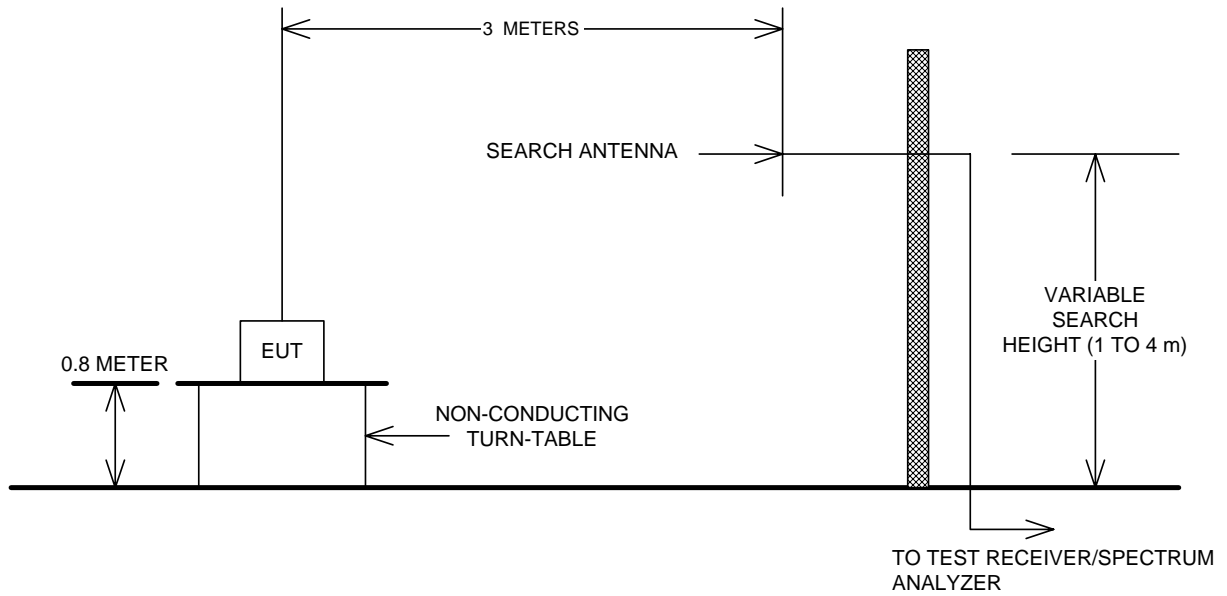 3 METERS
SEARCH ANTENNA
VARIABLE
SEARCH
HEIGHT (1 TO 4 m)
EUT
0.8 METER
NON-CONDUCTING
TURN-TABLE
TO TEST RECEIVER/SPECTRUM
ANALYZER